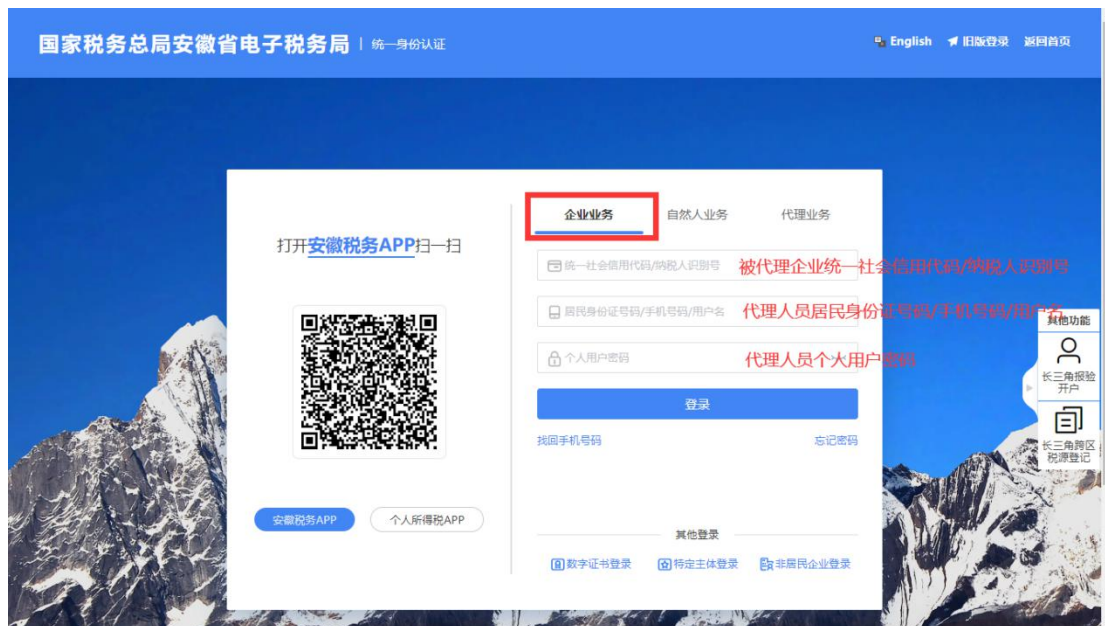 国家税务总局安徽省电子税务局 | 统一身份认证
English 旧版登录 返回首页
企业业务 自然人业务 代理业务
打开安徽税务APP扫一扫
统一社会信用代码/纳税人识别号 被代理企业统一社会信用代码/纳税人识别号
居民身份证号码/手机号码/用户名 代理人员居民身份证号码/手机号码/用户名
个人用户密码 代理人员个人用户密码
登录
找回手机号码 忘记密码
安徽税务APP 个人所得税APP
其他登录
数字证书登录 特定主体登录 非居民企业登录
其他功能
长三角报验
开户
长三角跨区
税源登记